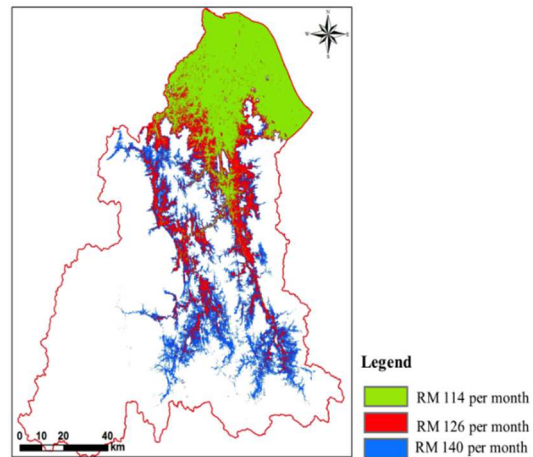 N
W
E
S
Legend
RM 114 per month
RM 126 per month
RM 140 per month
0 10 20 40
km